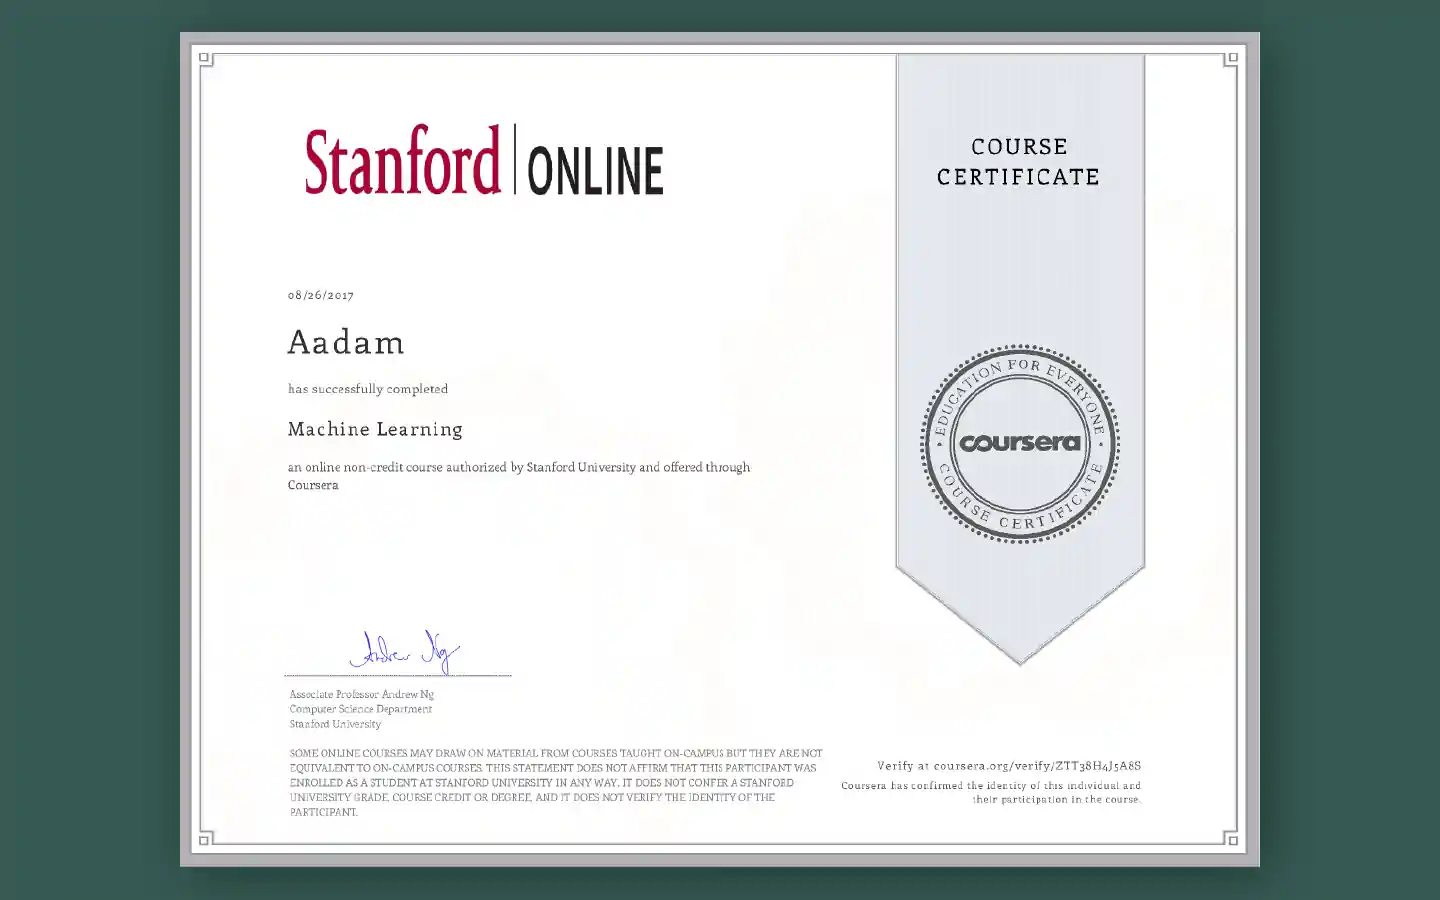 Stanford | ONLINE
COURSE
CERTIFICATE
08/26/2017
Aadam
has successfully completed
Machine Learning
an online non-credit course authorized by Stanford University and offered through
Coursera
EDUCATION FOR EVERYONE
coursera
COURSE CERTIFICATE
Andrew Ng
Associate Professor Andrew Ng
Computer Science Department
Stanford University
SOME ONLINE COURSES MAY DRAW ON MATERIAL FROM COURSES TAUGHT ON-CAMPUS BUT THEY ARE NOT
EQUIVALENT TO ON-CAMPUS COURSES. THIS STATEMENT DOES NOT AFFIRM THAT THIS PARTICIPANT WAS
ENROLLED AS A STUDENT AT STANFORD UNIVERSITY IN ANY WAY. IT DOES NOT CONFER A STANFORD
UNIVERSITY GRADE, COURSE CREDIT OR DEGREE, AND IT DOES NOT VERIFY THE IDENTITY OF THE
PARTICIPANT.
Verify at coursera.org/verify/ZTT38H4J5A8S
Coursera has confirmed the identity of this individual and
their participation in the course.